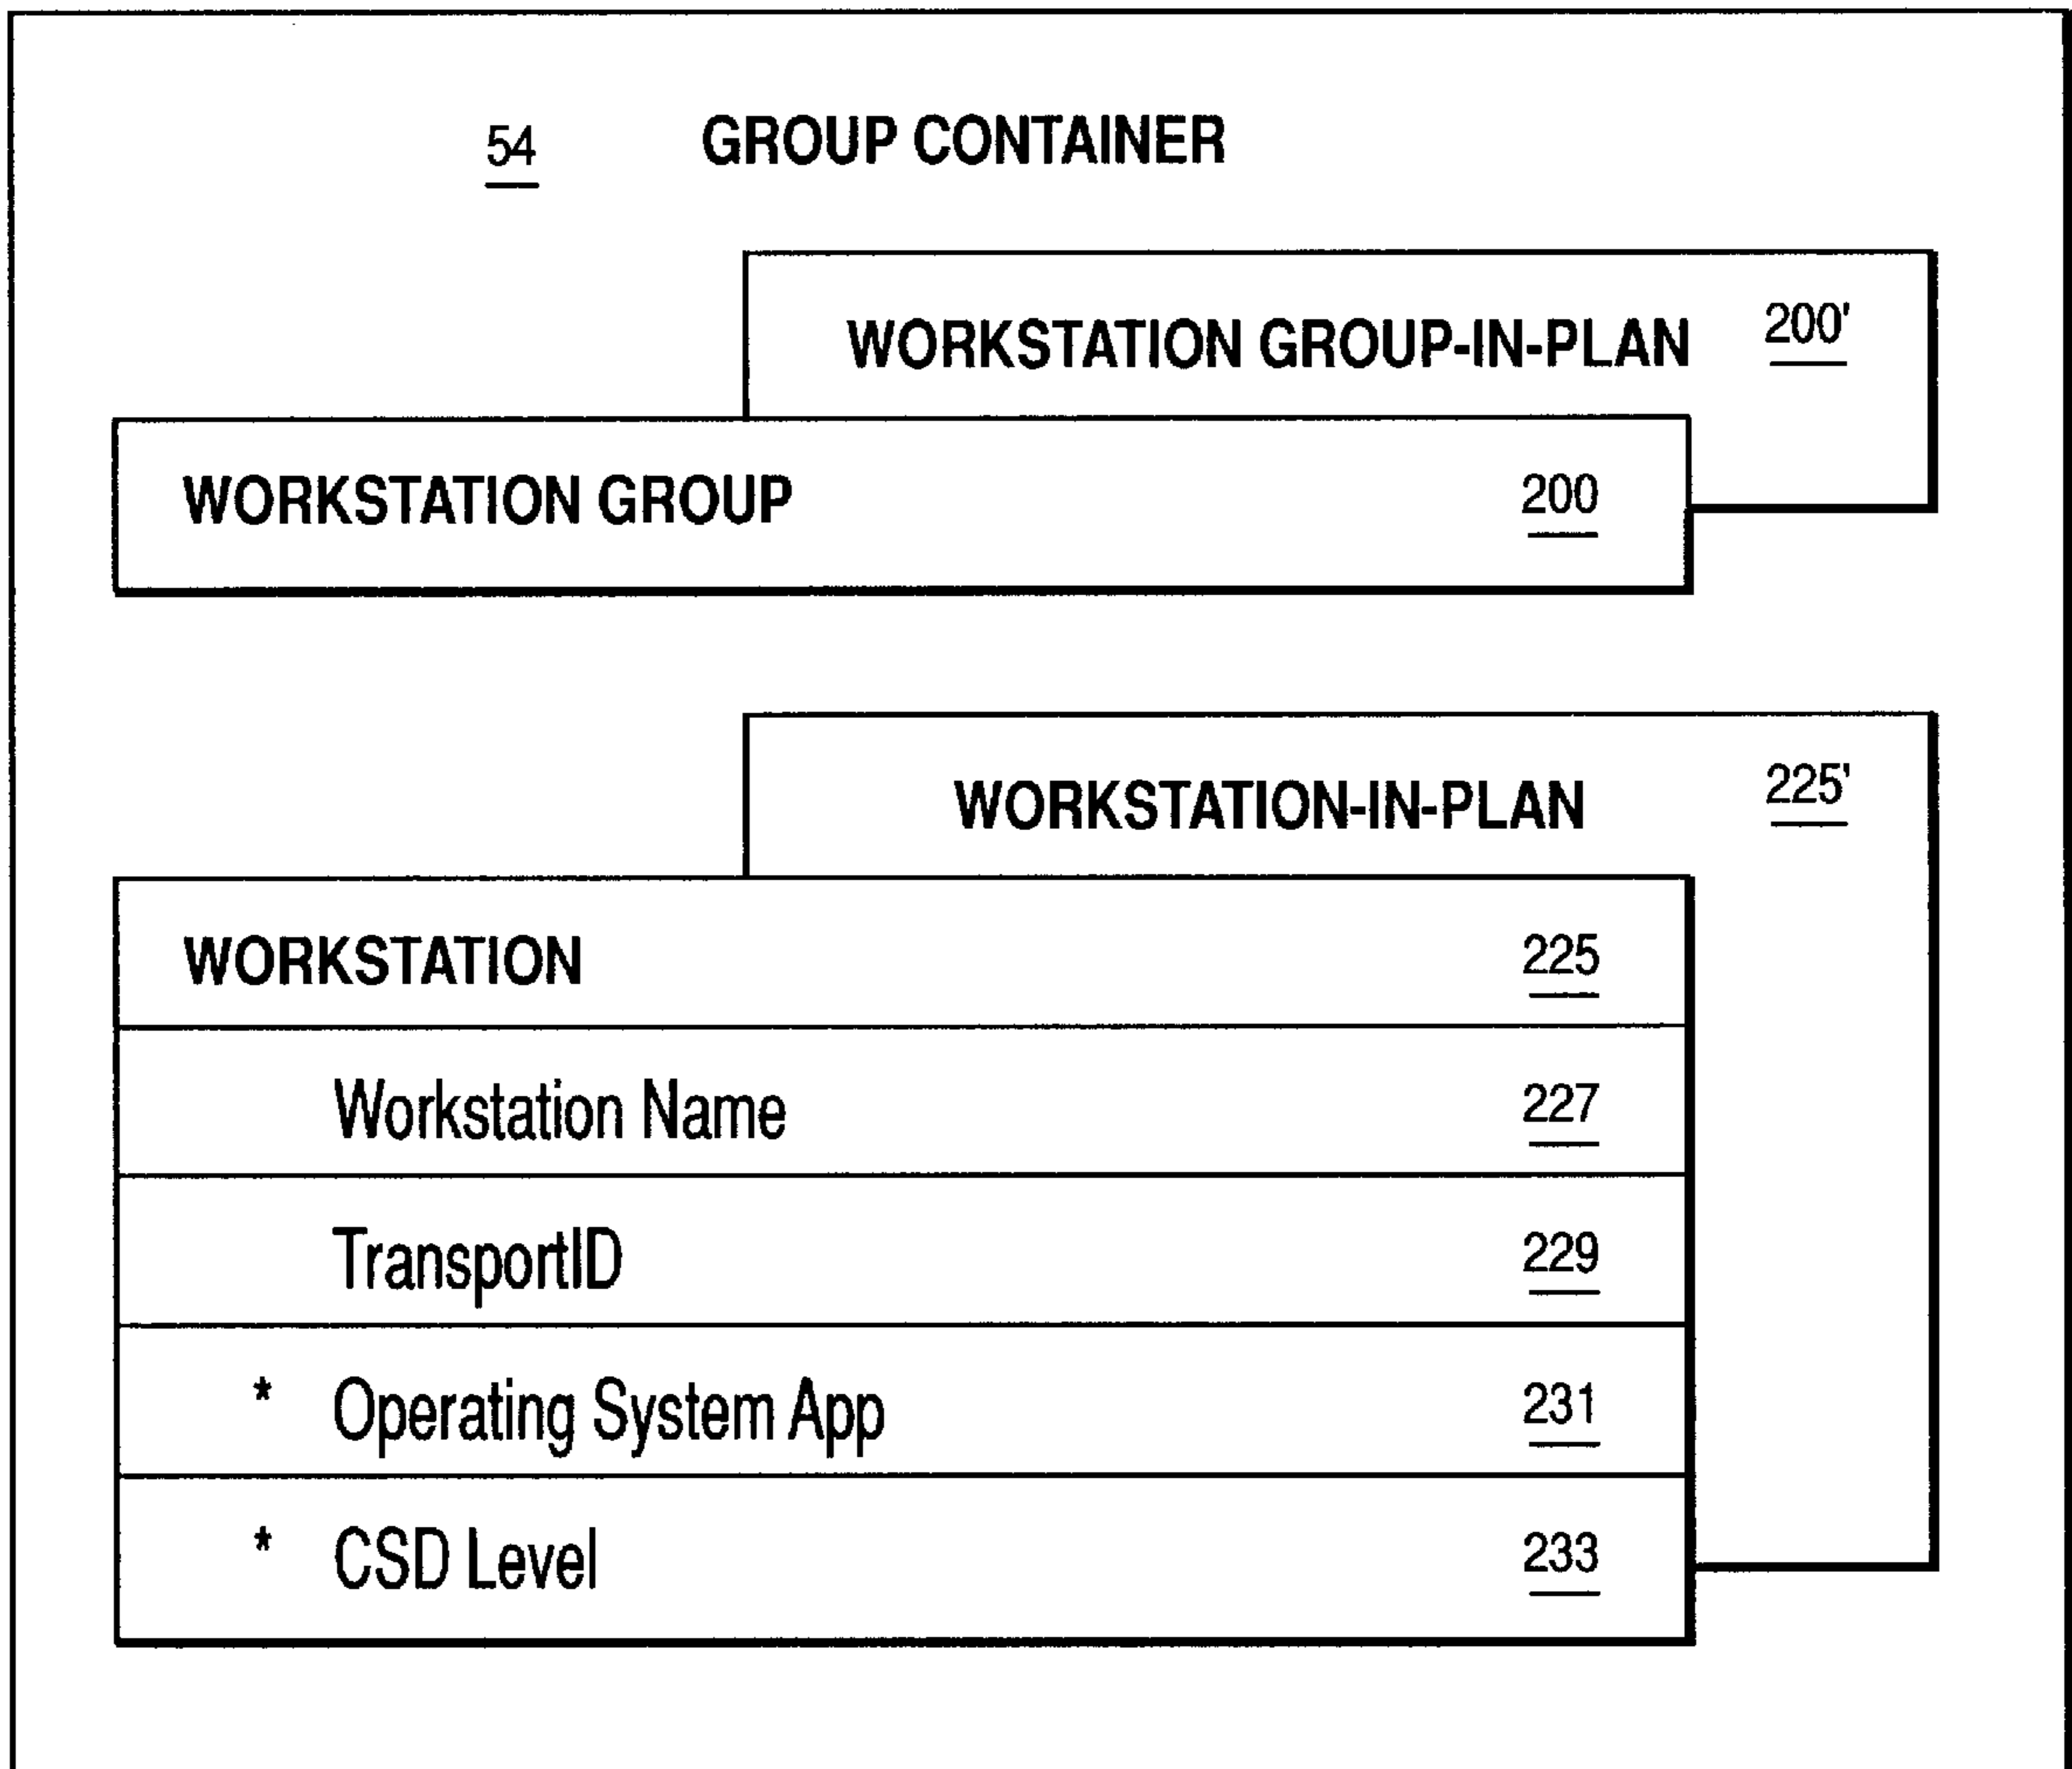 54 GROUP CONTAINER
WORKSTATION GROUP-IN-PLAN 200'
WORKSTATION GROUP 200
WORKSTATION-IN-PLAN 225'
WORKSTATION 225
Workstation Name 227
TransportID 229
* Operating System App 231
* CSD Level 233